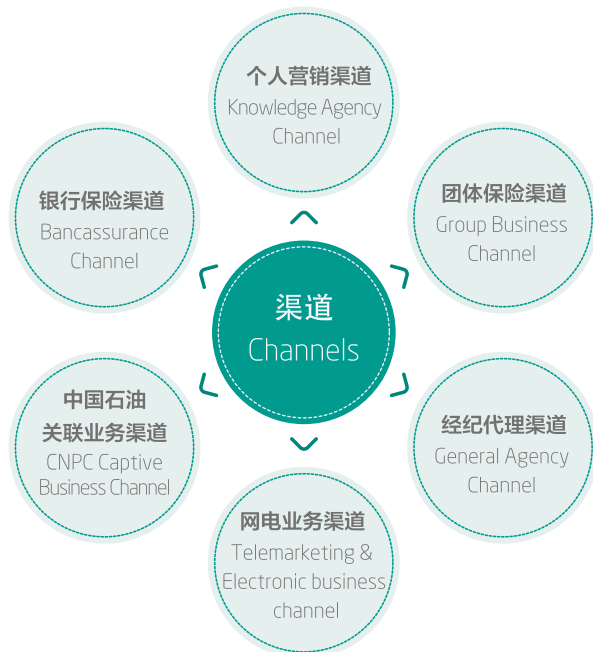 个人营销渠道
Knowledge Agency
Channel
银行保险渠道
Bancassurance
Channel
团体保险渠道
Group Business
Channel
渠道
Channels
中国石油
关联业务渠道
CNPC Captive
Business Channel
经纪代理渠道
General Agency
Channel
网电业务渠道
Telemarketing &
Electronic business
channel